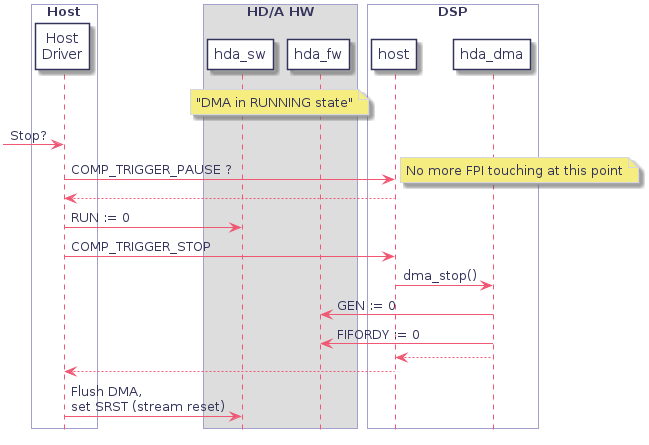 Host
HD/A HW
DSP
Host
Driver
hda_sw
hda_fw
host
hda_dma
"DMA in RUNNING state"
Stop?
COMP_TRIGGER_PAUSE ?
No more FPI touching at this point
RUN := 0
COMP_TRIGGER_STOP
dma_stop()
GEN := 0
FIFORDY := 0
Flush DMA,
set SRST (stream reset)